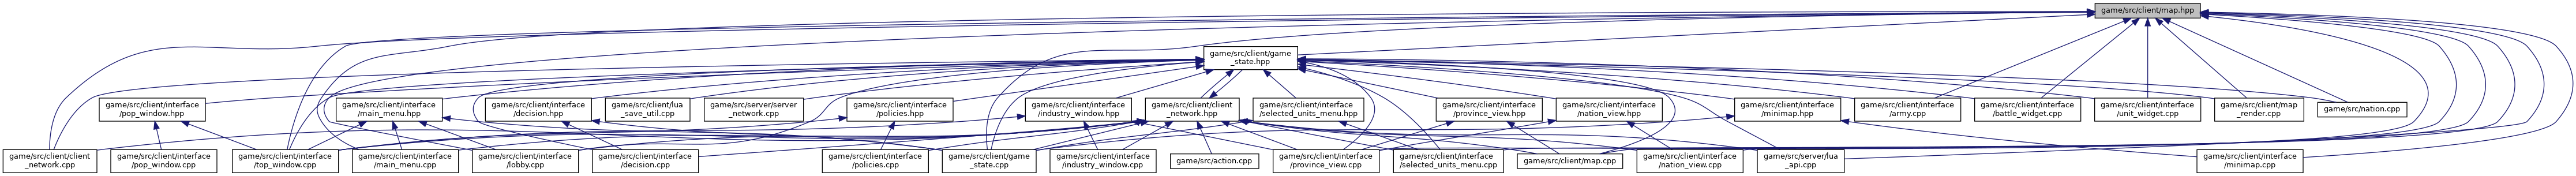 game/src/client/map.hpp
game/src/client/game
_state.hpp
game/src/client/interface
/pop_window.hpp
game/src/client/interface
/main_menu.hpp
game/src/client/interface
/decision.hpp
game/src/client/lua
_save_util.cpp
game/src/server/server
_network.cpp
game/src/client/interface
/policies.hpp
game/src/client/interface
/industry_window.hpp
game/src/client/client
_network.hpp
game/src/client/interface
/selected_units_menu.hpp
game/src/client/interface
/province_view.hpp
game/src/client/interface
/nation_view.hpp
game/src/client/interface
/minimap.hpp
game/src/client/interface
/army.cpp
game/src/client/interface
/battle_widget.cpp
game/src/client/interface
/unit_widget.cpp
game/src/client/map
_render.cpp
game/src/nation.cpp
game/src/client/client
_network.cpp
game/src/client/interface
/pop_window.cpp
game/src/client/interface
/top_window.cpp
game/src/client/interface
/main_menu.cpp
game/src/client/interface
/lobby.cpp
game/src/client/interface
/decision.cpp
game/src/client/interface
/policies.cpp
game/src/client/game
_state.cpp
game/src/client/interface
/industry_window.cpp
game/src/action.cpp
game/src/client/interface
/province_view.cpp
game/src/client/interface
/selected_units_menu.cpp
game/src/client/map.cpp
game/src/client/interface
/nation_view.cpp
game/src/server/lua
_api.cpp
game/src/client/interface
/minimap.cpp